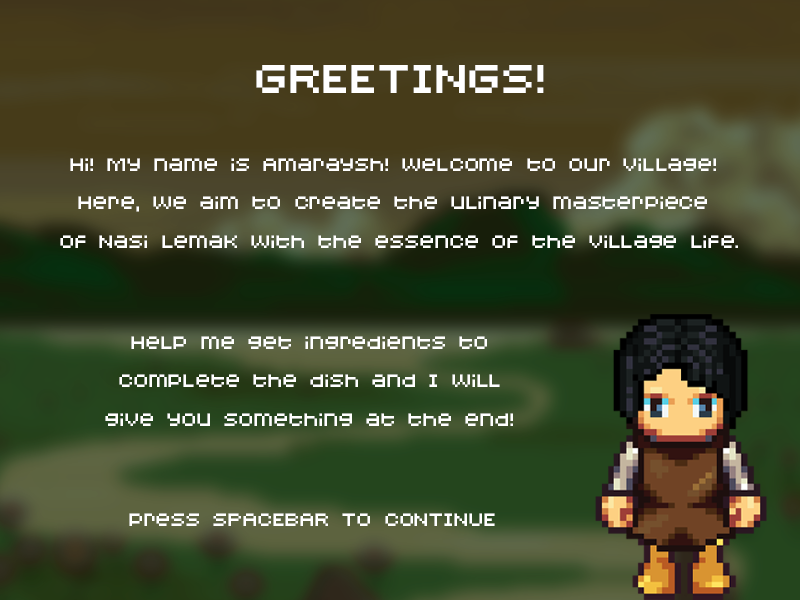 GREETINGS!
Hi! My name is Amaraysh! Welcome to our village!
Here, we aim to create the ulinary masterpiece
of Nasi Lemak with the essence of the village life.
Help me get ingredients to
complete the dish and I will
give you something at the end!
Press SPACEBAR TO CONTINUE